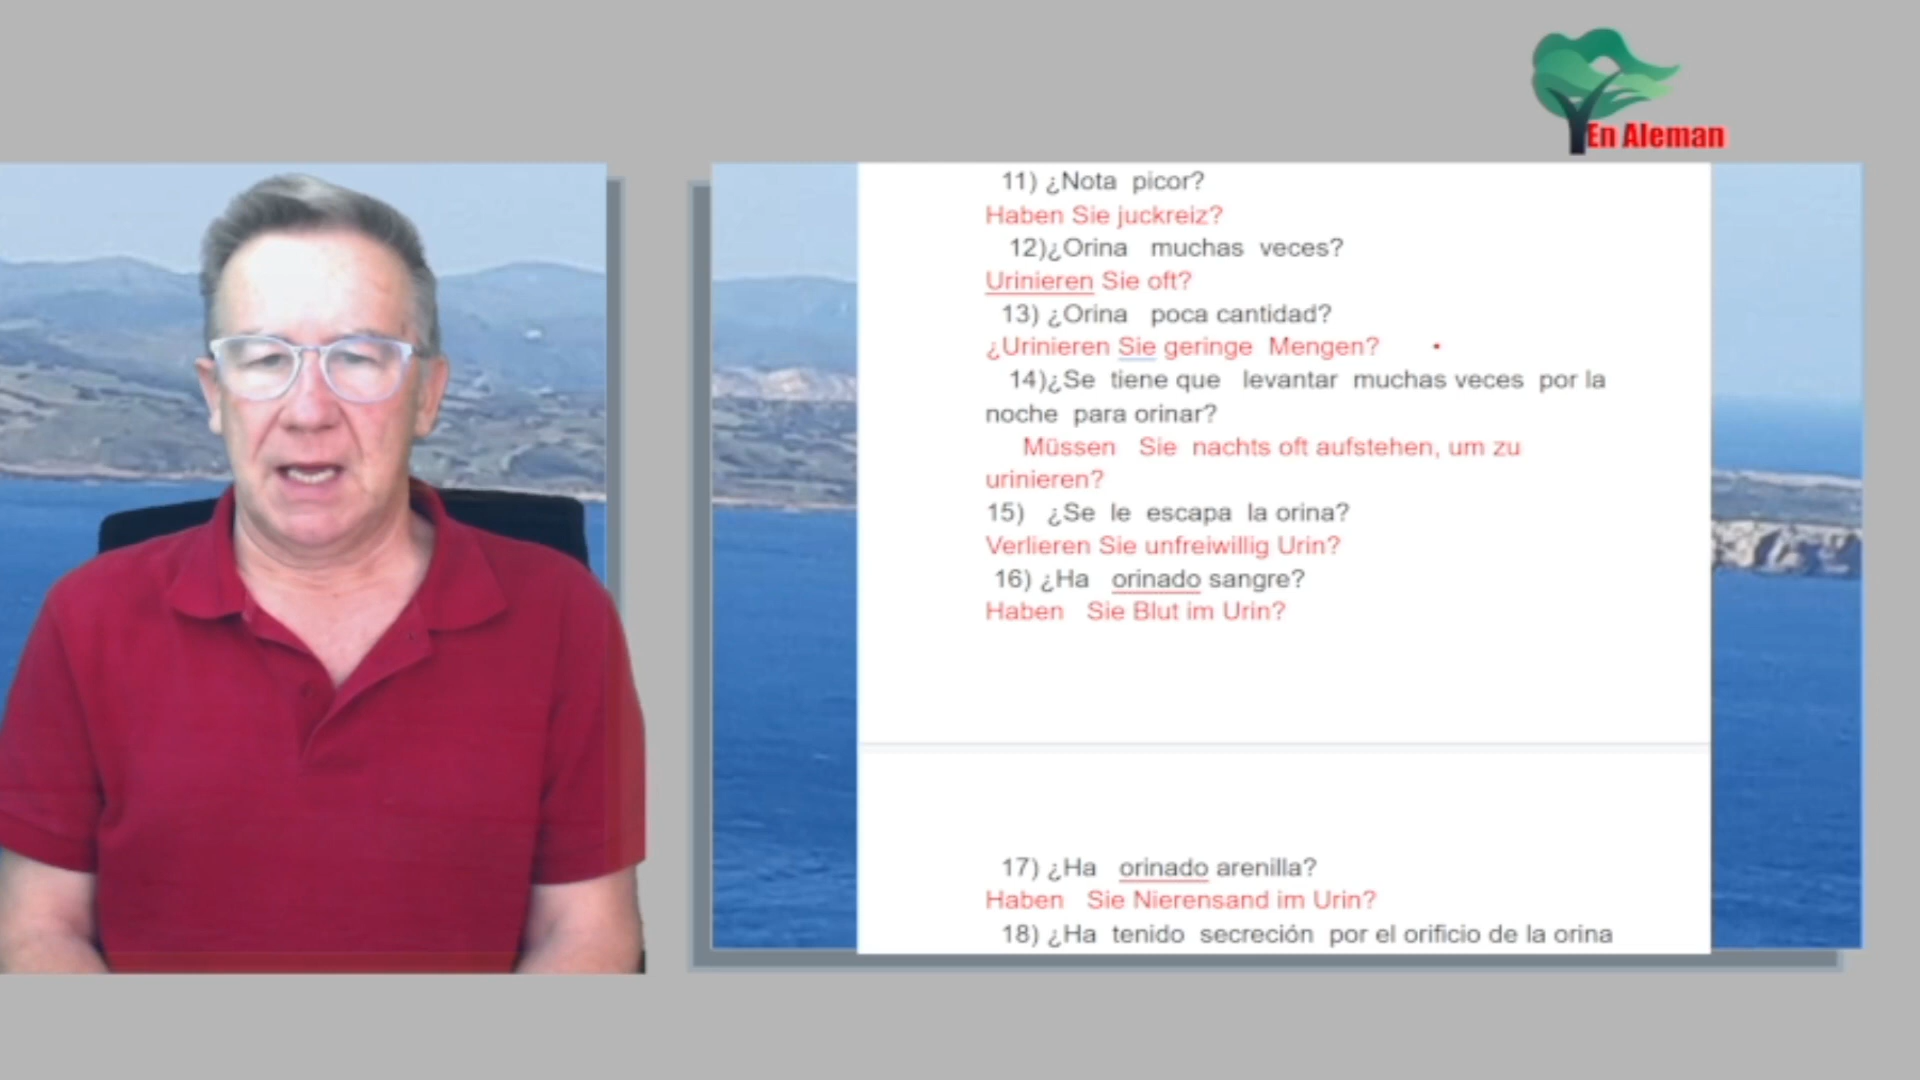 En Aleman
11) ¿Nota picor?
Haben Sie juckreiz?
12)¿Orina muchas veces?
Urinieren Sie oft?
13) ¿Orina poca cantidad?
¿Urinieren Sie geringe Mengen?
14)¿Se tiene que levantar muchas veces por la
noche para orinar?
Müssen Sie nachts oft aufstehen, um zu
urinieren?
15) ¿Se le escapa la orina?
Verlieren Sie unfreiwillig Urin?
16) ¿Ha orinado sangre?
Haben Sie Blut im Urin?
17) ¿Ha orinado arenilla?
Haben Sie Nierensand im Urin?
18) ¿Ha tenido secreción por el orificio de la orina